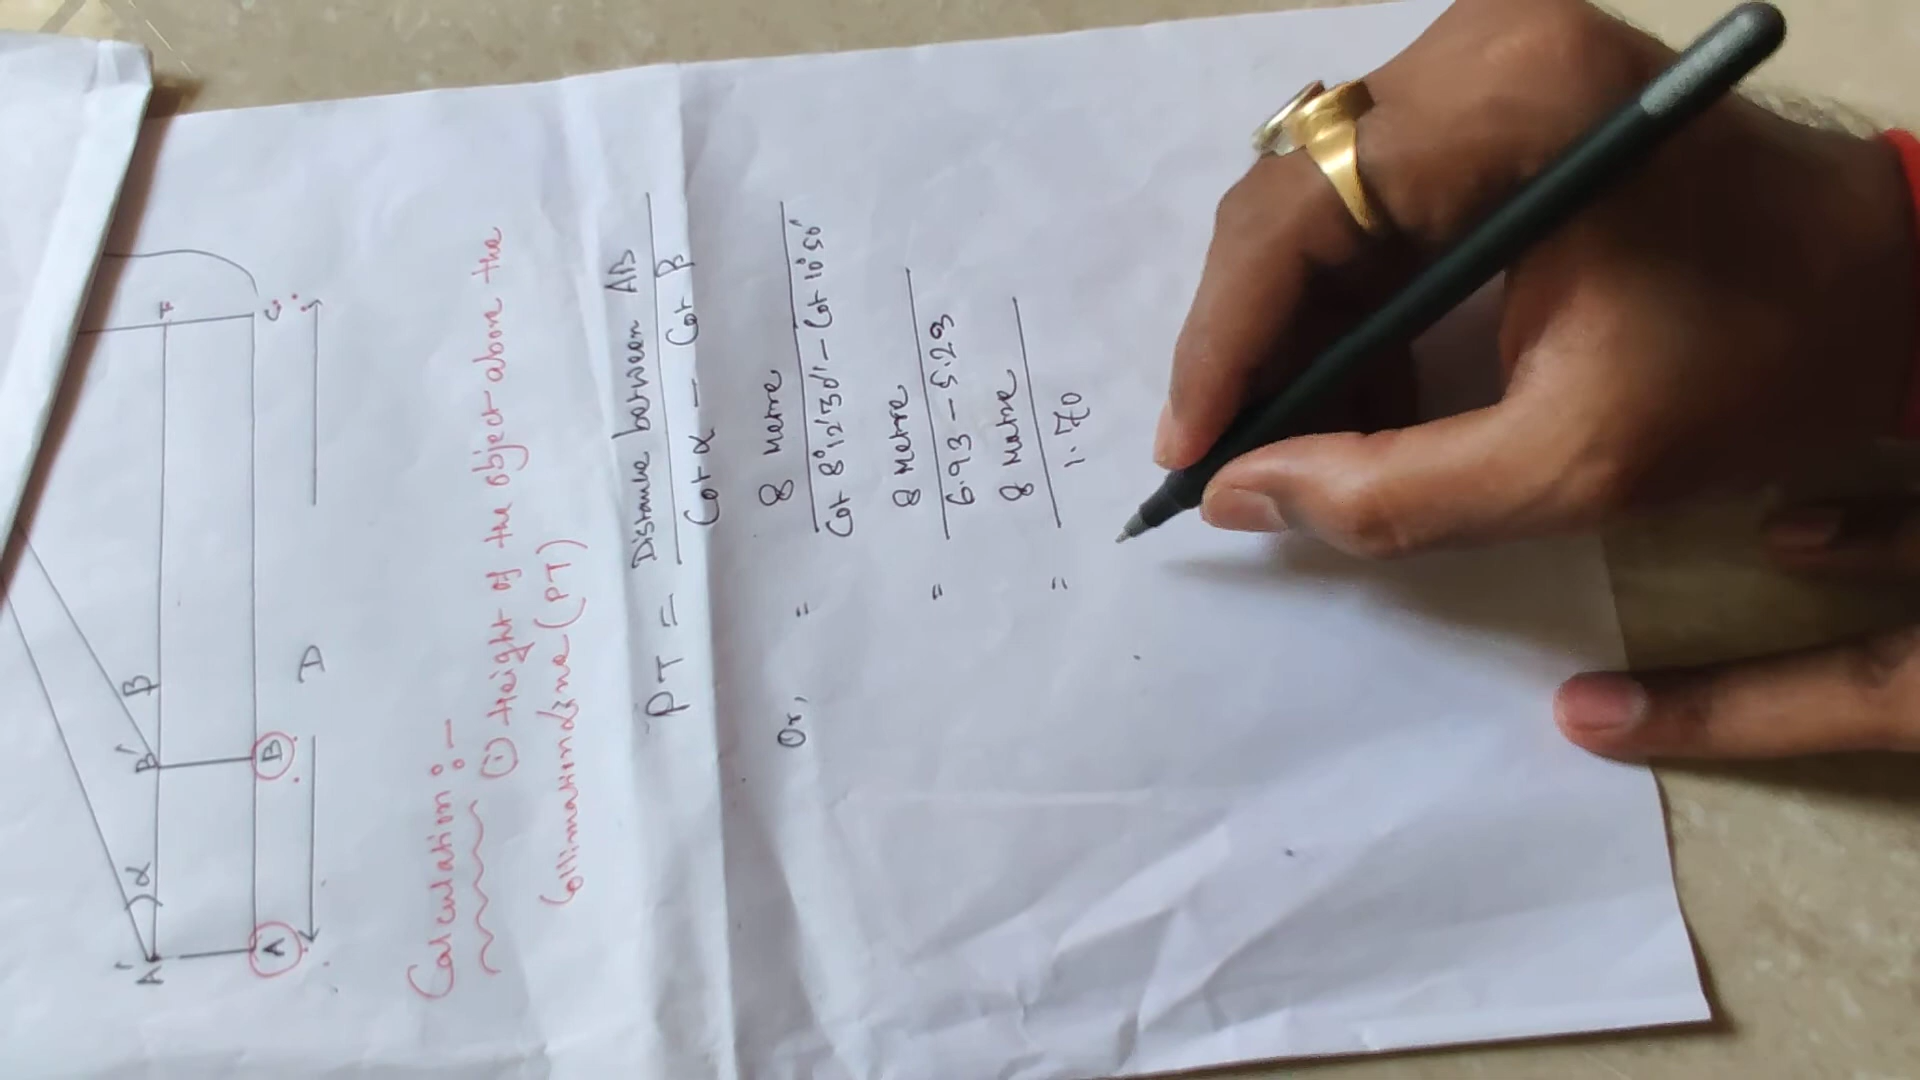 T
A' α B' β
A B C
D
Calculation :-
(i) Height of the object above the
Collimation Line (PT)
PT = Distance between AB
Cot α - Cot β
Or, = 8 Metre
Cot 8°12'30" - Cot 10°50'
= 8 Metre
6.93 - 5.23
= 8 Metre
1.70